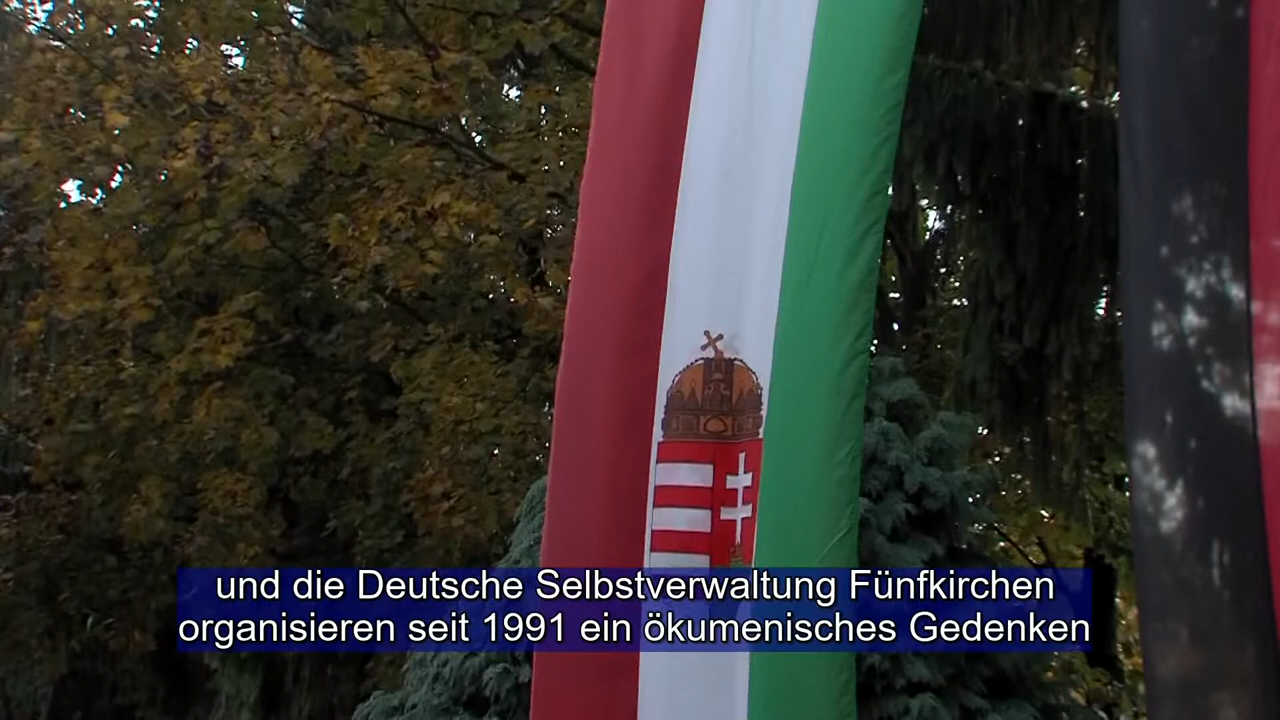 und die Deutsche Selbstverwaltung Fünfkirchen
organisieren seit 1991 ein ökumenisches Gedenken